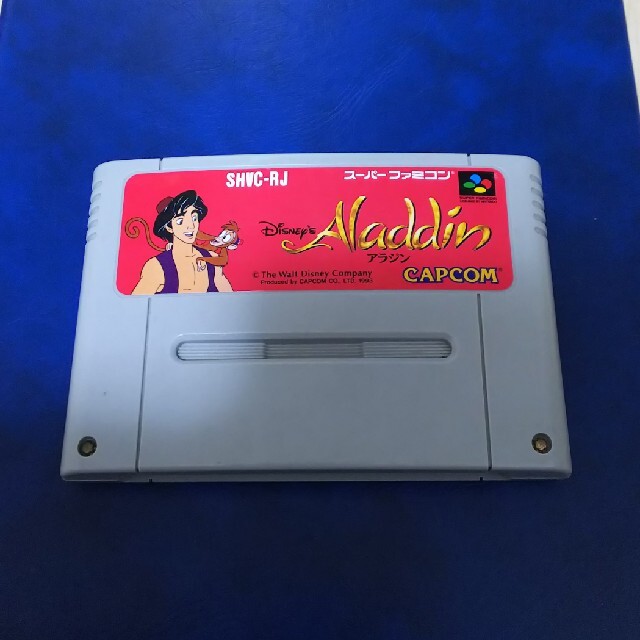 SHVC-RJ
スーパーファミコン
DISNEY'S
Aladdin
アラジン
© The Walt Disney Company
Produced by CAPCOM CO., LTD.
CAPCOM